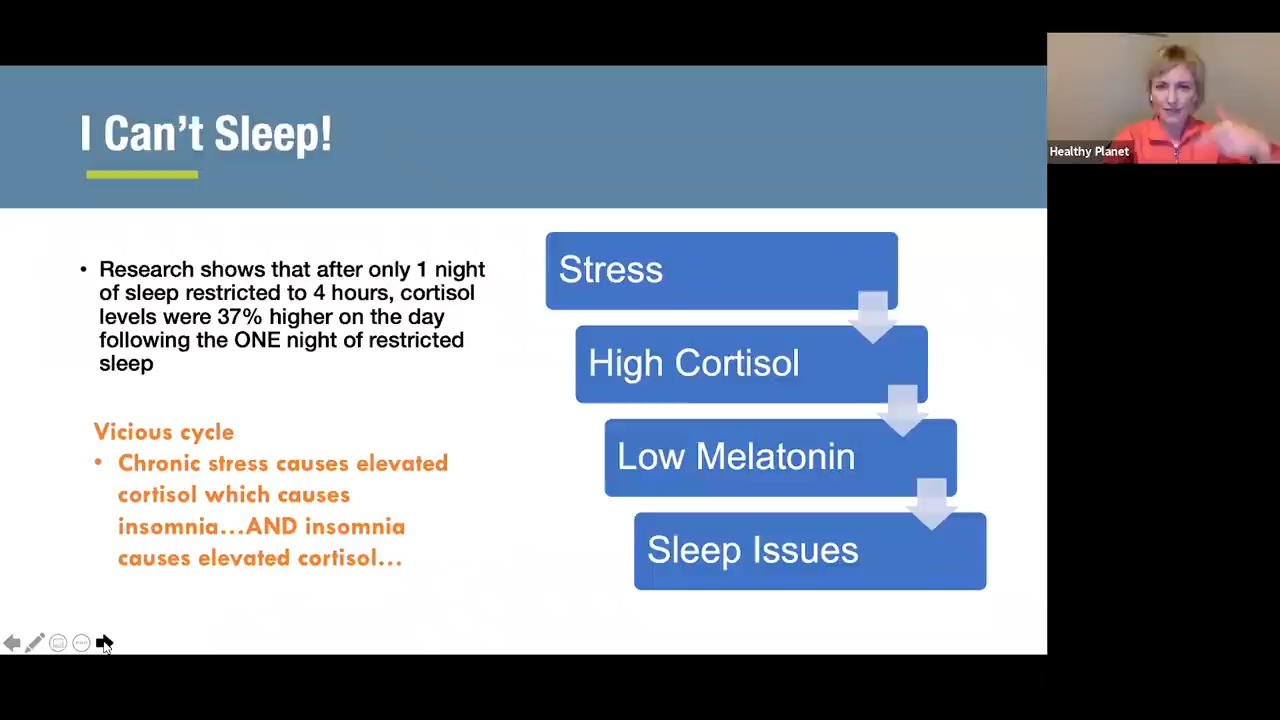 I Can't Sleep!
• Research shows that after only 1 night
of sleep restricted to 4 hours, cortisol
levels were 37% higher on the day
following the ONE night of restricted
sleep
Vicious cycle
• Chronic stress causes elevated
cortisol which causes
insomnia...AND insomnia
causes elevated cortisol...
Stress
High Cortisol
Low Melatonin
Sleep Issues
Healthy Planet